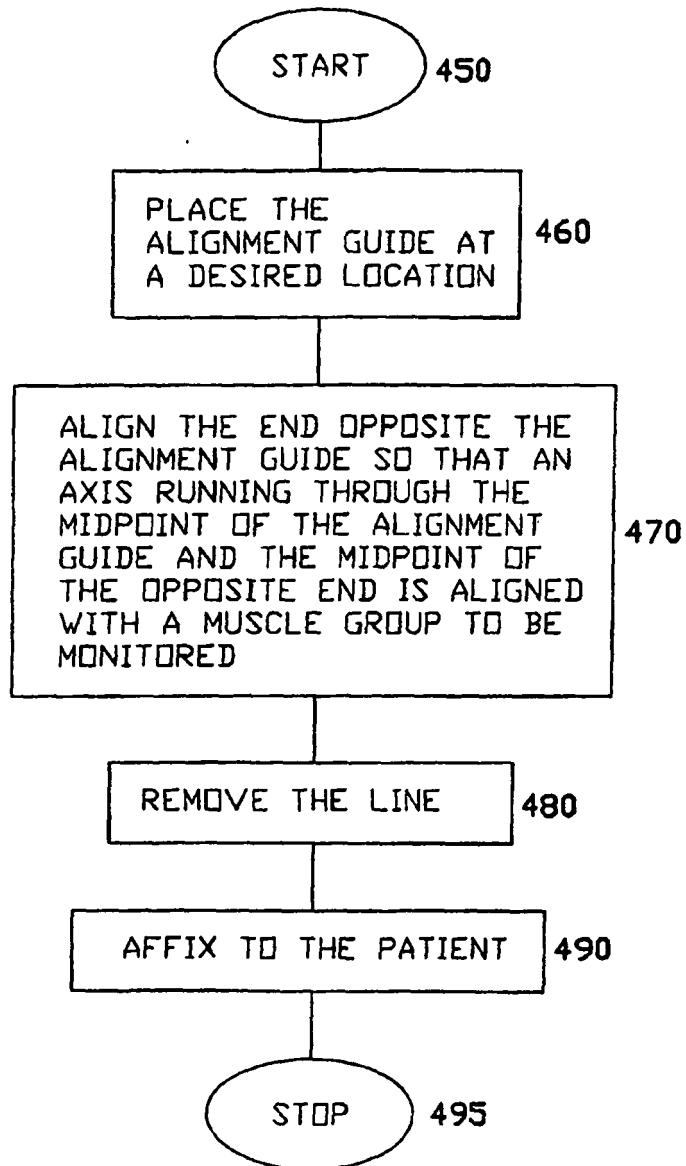 START 450
PLACE THE
ALIGNMENT GUIDE AT
A DESIRED LOCATION
460
ALIGN THE END OPPOSITE THE
ALIGNMENT GUIDE SO THAT AN
AXIS RUNNING THROUGH THE
MIDPOINT OF THE ALIGNMENT
GUIDE AND THE MIDPOINT OF
THE OPPOSITE END IS ALIGNED
WITH A MUSCLE GROUP TO BE
MONITORED
470
REMOVE THE LINE 480
AFFIX TO THE PATIENT 490
STOP 495